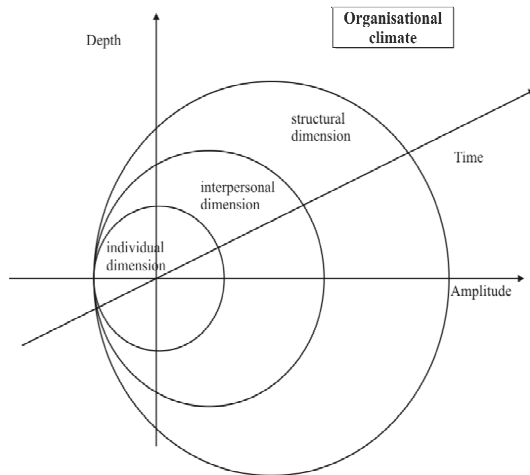 Organisational
climate
Depth
structural
dimension
Time
interpersonal
dimension
individual
dimension
Amplitude